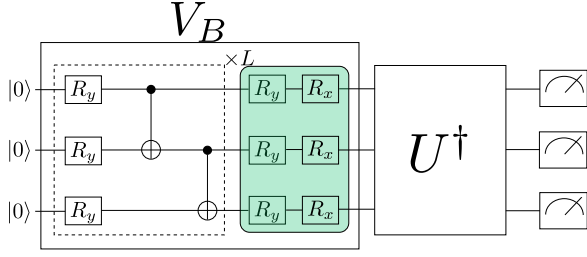 V_B
×L
|0⟩ R_y R_y R_x
|0⟩ R_y R_y R_x U†
|0⟩ R_y R_y R_x